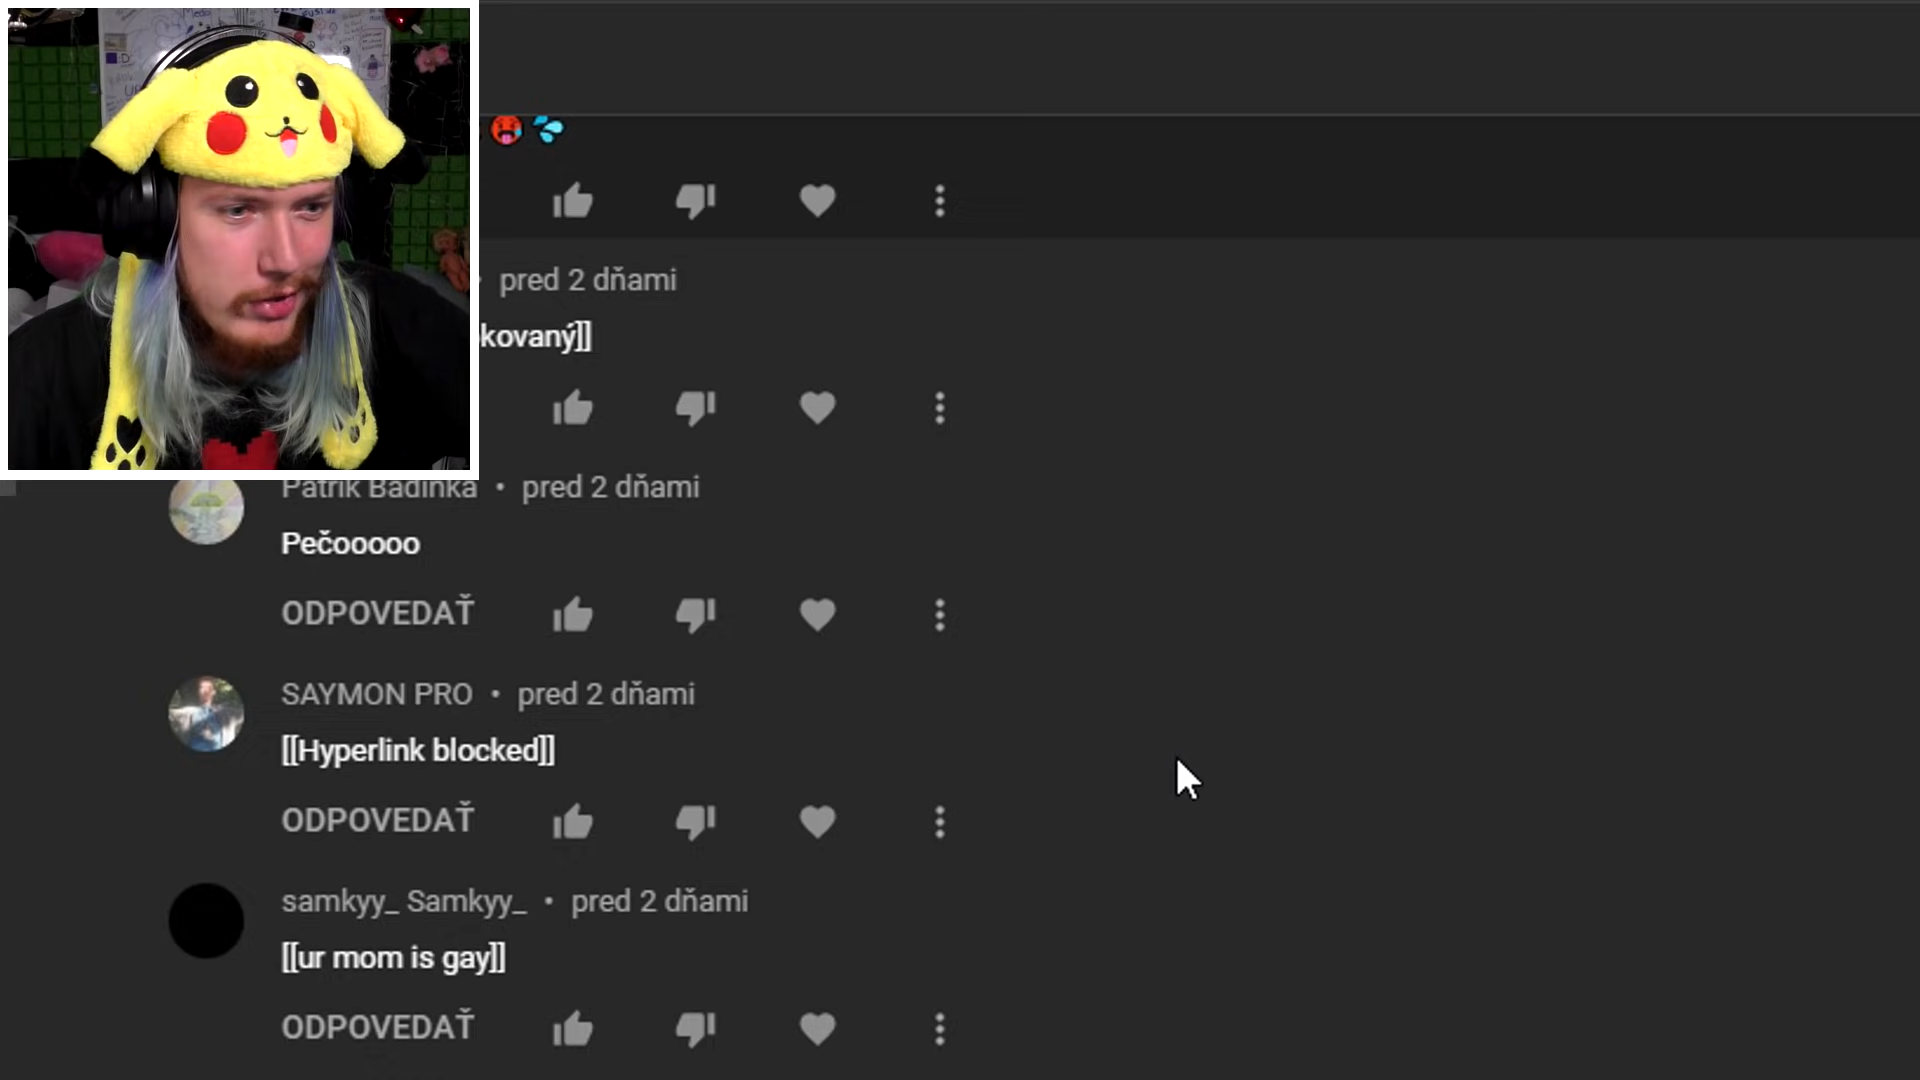 pred 2 dňami
kovaný]]
Patrik Badinka • pred 2 dňami
Pečooooo
ODPOVEDAŤ
SAYMON PRO • pred 2 dňami
[[Hyperlink blocked]]
ODPOVEDAŤ
samkyy_ Samkyy_ • pred 2 dňami
[[ur mom is gay]]
ODPOVEDAŤ